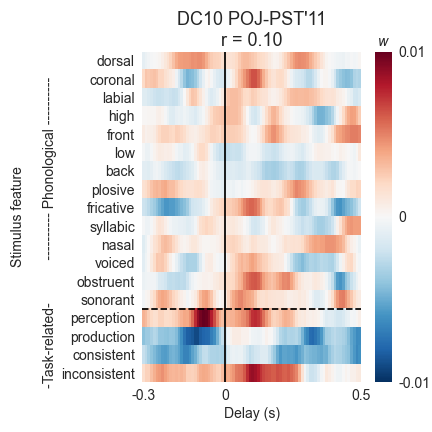 DC10 POJ-PST'11
r = 0.10
w
dorsal
coronal
labial
high
front
low
back
plosive
fricative
syllabic
nasal
voiced
obstruent
sonorant
perception
production
consistent
inconsistent
Stimulus feature
-Task-related- ---------- Phonological ----------
0.01
0
-0.01
-0.3 0 0.5
Delay (s)